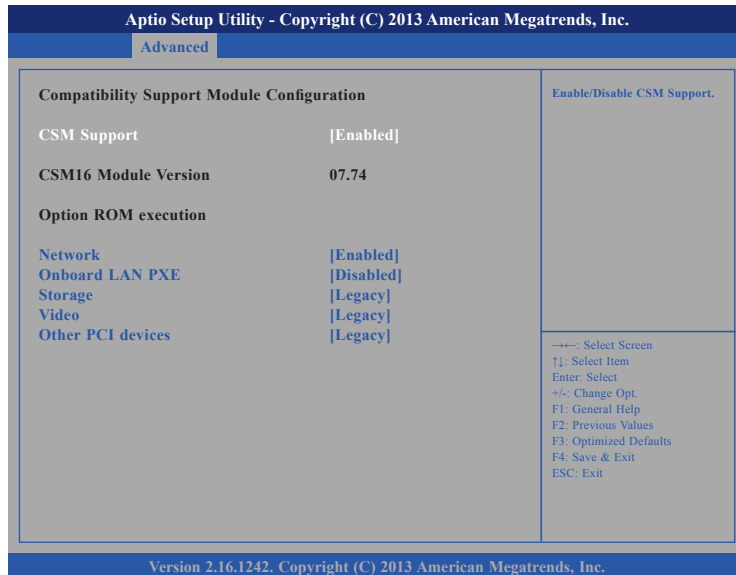 Aptio Setup Utility - Copyright (C) 2013 American Megatrends, Inc.
Advanced
Compatibility Support Module Configuration
CSM Support [Enabled]
CSM16 Module Version 07.74
Option ROM execution
Network [Enabled]
Onboard LAN PXE [Disabled]
Storage [Legacy]
Video [Legacy]
Other PCI devices [Legacy]
Enable/Disable CSM Support.
→←: Select Screen
↑↓: Select Item
Enter: Select
+/-: Change Opt.
F1: General Help
F2: Previous Values
F3: Optimized Defaults
F4: Save & Exit
ESC: Exit
Version 2.16.1242. Copyright (C) 2013 American Megatrends, Inc.